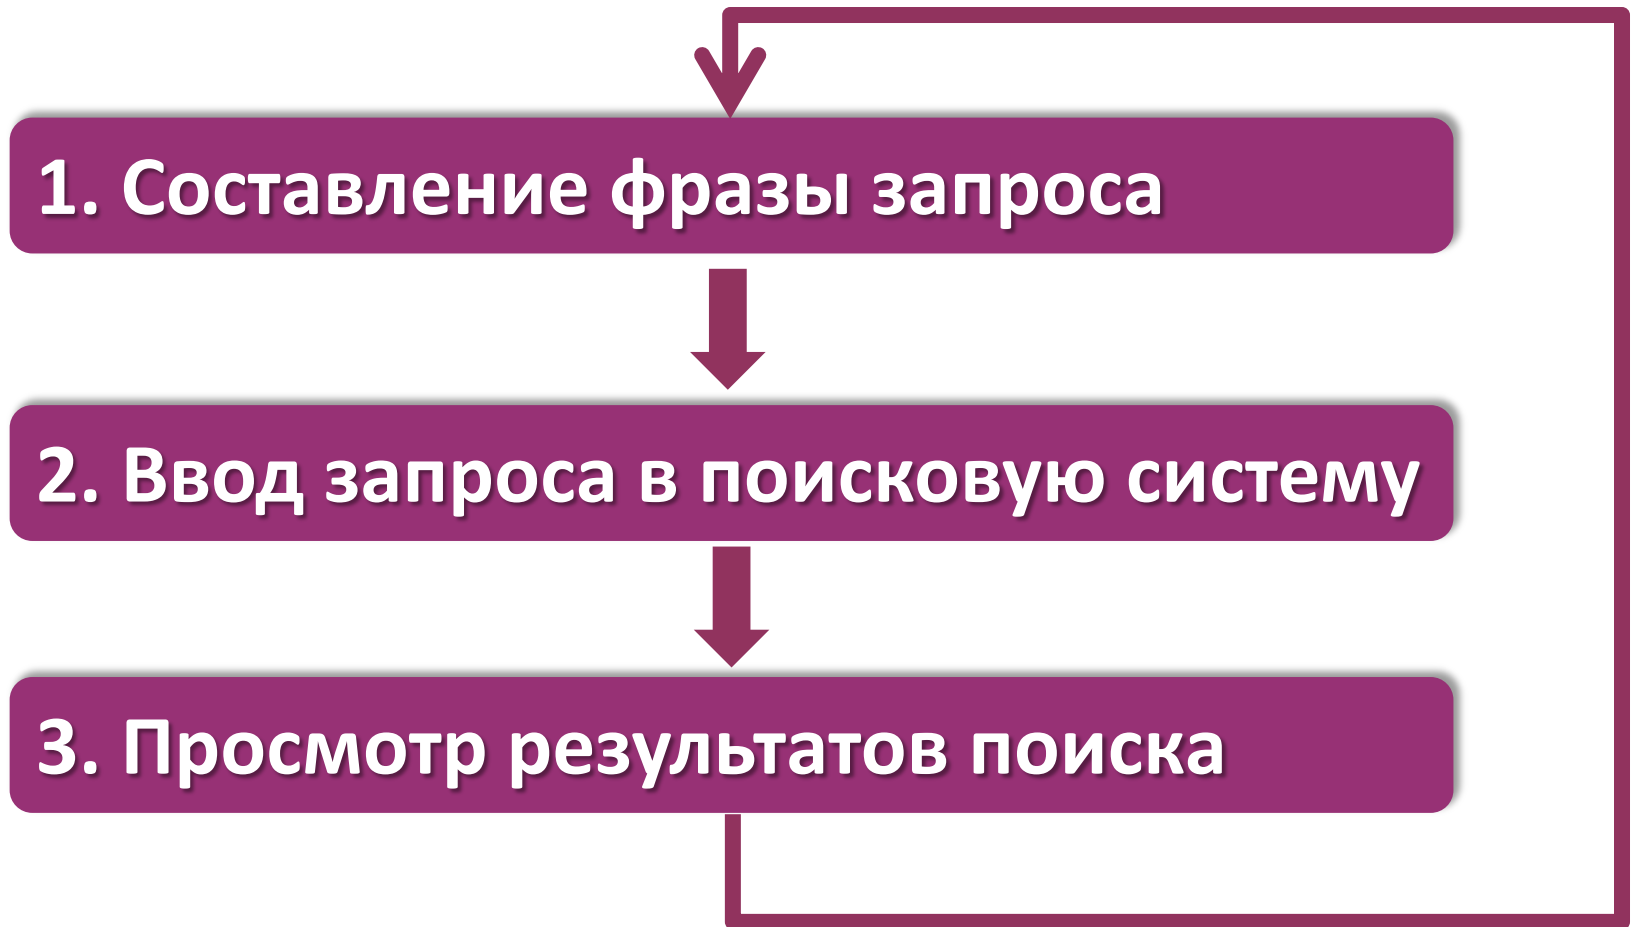 1. Составление фразы запроса
2. Ввод запроса в поисковую систему
3. Просмотр результатов поиска